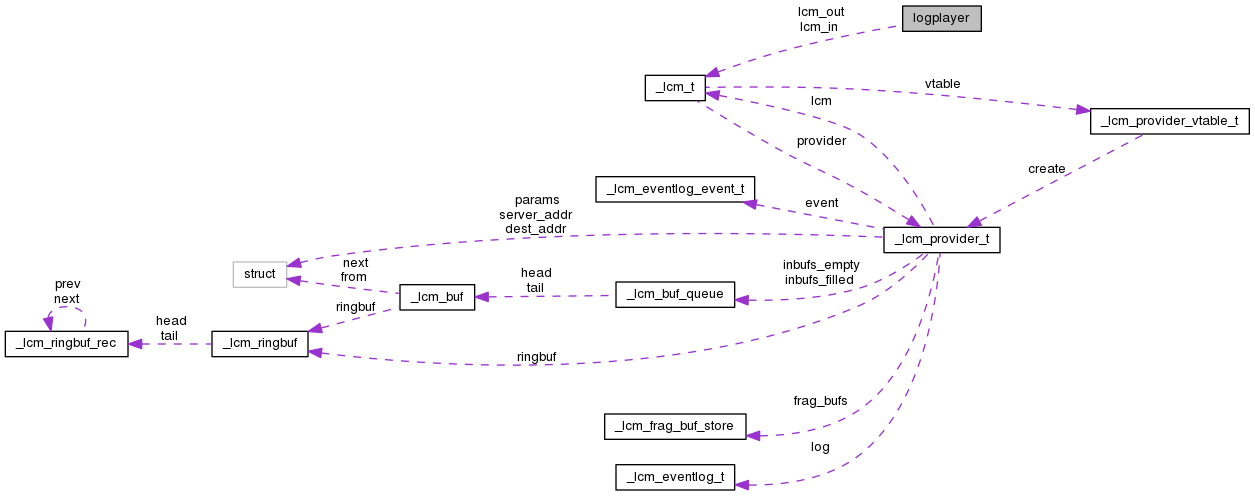 lcm_out
lcm_in
logplayer
_lcm_t
vtable
lcm
_lcm_provider_vtable_t
provider
create
_lcm_eventlog_event_t
event
params
server_addr
dest_addr
_lcm_provider_t
struct
next
from
head
tail
inbufs_empty
inbufs_filled
_lcm_buf
_lcm_buf_queue
prev
next
ringbuf
head
tail
_lcm_ringbuf_rec
_lcm_ringbuf
ringbuf
frag_bufs
_lcm_frag_buf_store
log
_lcm_eventlog_t